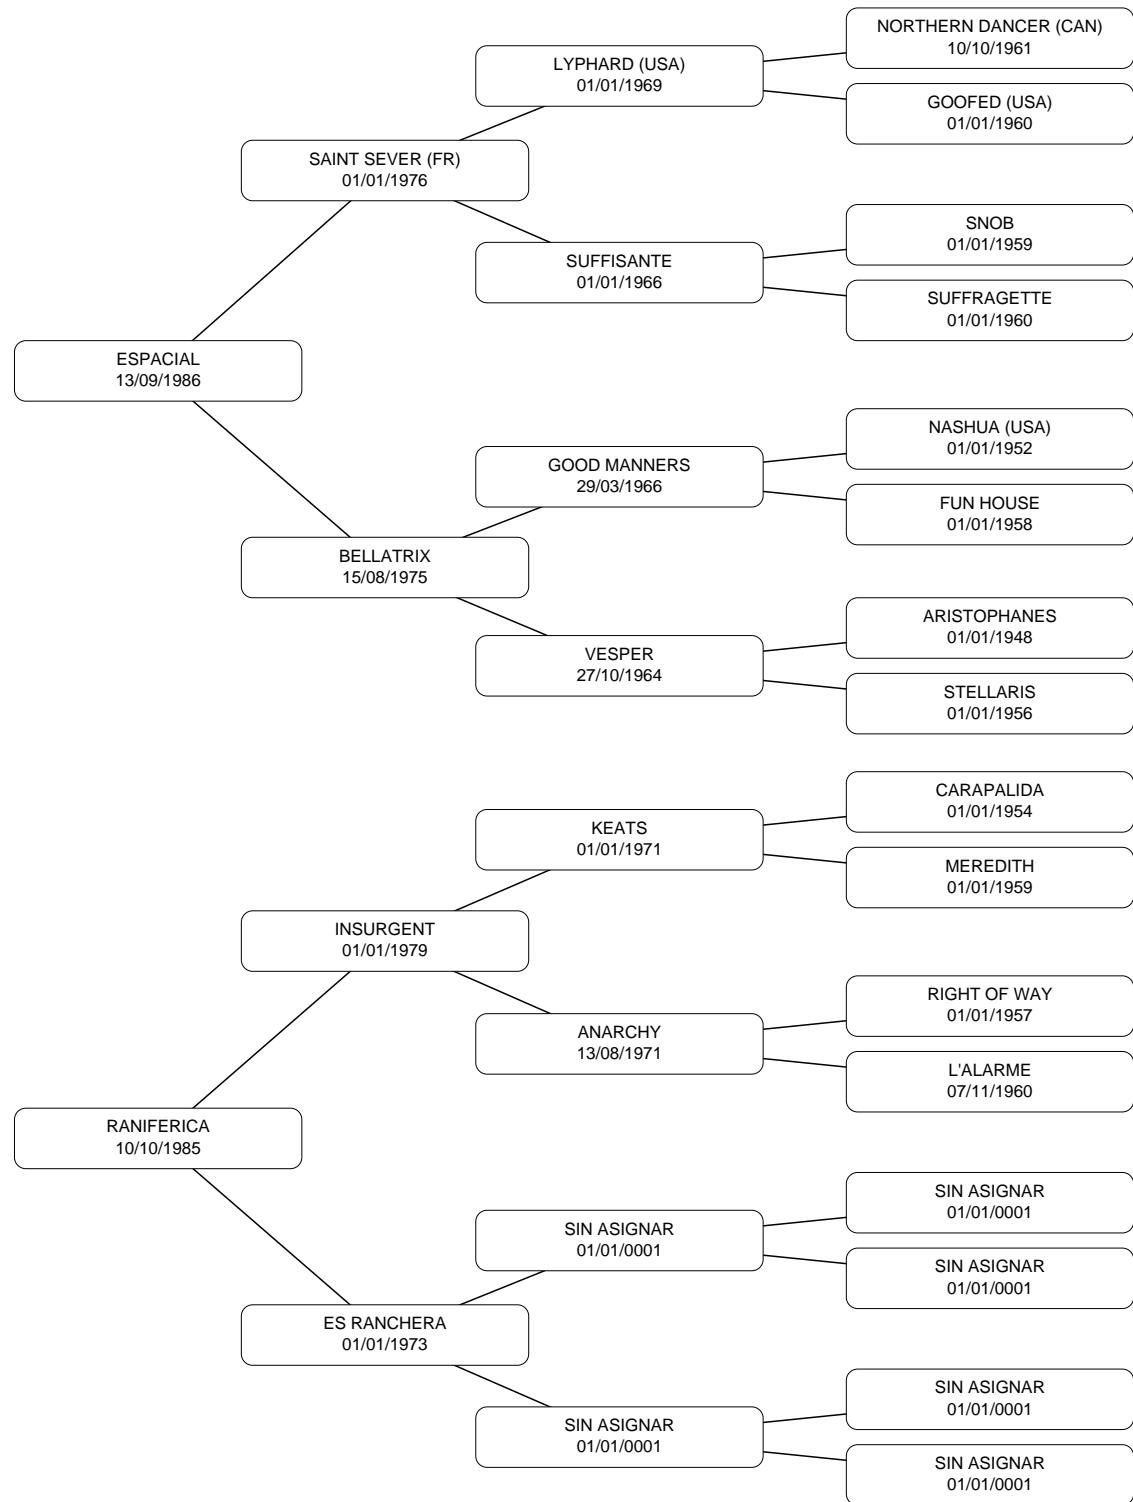 NORTHERN DANCER (CAN)
10/10/1961
LYPHARD (USA)
01/01/1969
GOOFED (USA)
01/01/1960
SAINT SEVER (FR)
01/01/1976
SNOB
01/01/1959
SUFFISANTE
01/01/1966
SUFFRAGETTE
01/01/1960
ESPACIAL
13/09/1986
NASHUA (USA)
01/01/1952
GOOD MANNERS
29/03/1966
FUN HOUSE
01/01/1958
BELLATRIX
15/08/1975
ARISTOPHANES
01/01/1948
VESPER
27/10/1964
STELLARIS
01/01/1956
CARAPALIDA
01/01/1954
KEATS
01/01/1971
MEREDITH
01/01/1959
INSURGENT
01/01/1979
RIGHT OF WAY
01/01/1957
ANARCHY
13/08/1971
L'ALARME
07/11/1960
RANIFERICA
10/10/1985
SIN ASIGNAR
01/01/0001
SIN ASIGNAR
01/01/0001
SIN ASIGNAR
01/01/0001
ES RANCHERA
01/01/1973
SIN ASIGNAR
01/01/0001
SIN ASIGNAR
01/01/0001
SIN ASIGNAR
01/01/0001